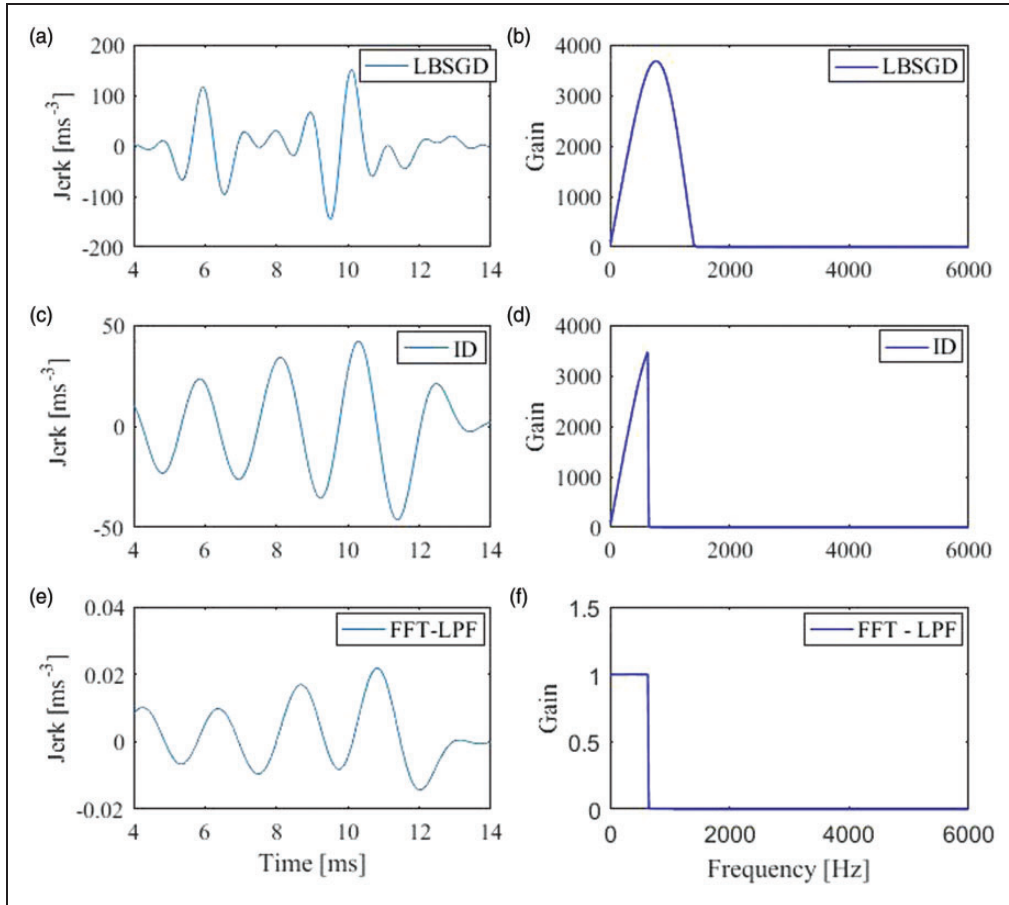 (a)
200
100
0
-100
-200
Jerk [ms-3]
LBSGD
4 6 8 10 12 14
(b)
4000
3000
2000
1000
0
Gain
LBSGD
0 2000 4000 6000
(c)
50
0
-50
Jerk [ms-3]
ID
4 6 8 10 12 14
(d)
4000
3000
2000
1000
0
Gain
ID
0 2000 4000 6000
(e)
0.04
0.02
0
-0.02
Jerk [ms-3]
FFT-LPF
4 6 8 10 12 14
Time [ms]
(f)
1.5
1
0.5
0
Gain
FFT - LPF
0 2000 4000 6000
Frequency [Hz]